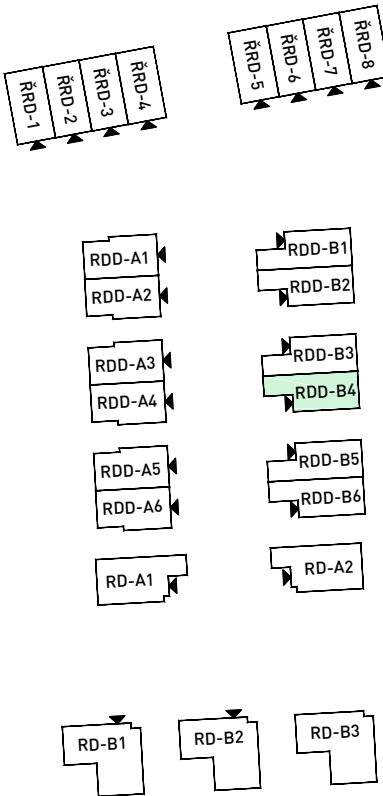 ŘRD-1
ŘRD-2
ŘRD-3
ŘRD-4
ŘRD-5
ŘRD-6
ŘRD-7
ŘRD-8
RDD-A1
RDD-B1
RDD-A2
RDD-B2
RDD-A3
RDD-B3
RDD-A4
RDD-B4
RDD-A5
RDD-B5
RDD-A6
RDD-B6
RD-A1
RD-A2
RD-B1
RD-B2
RD-B3